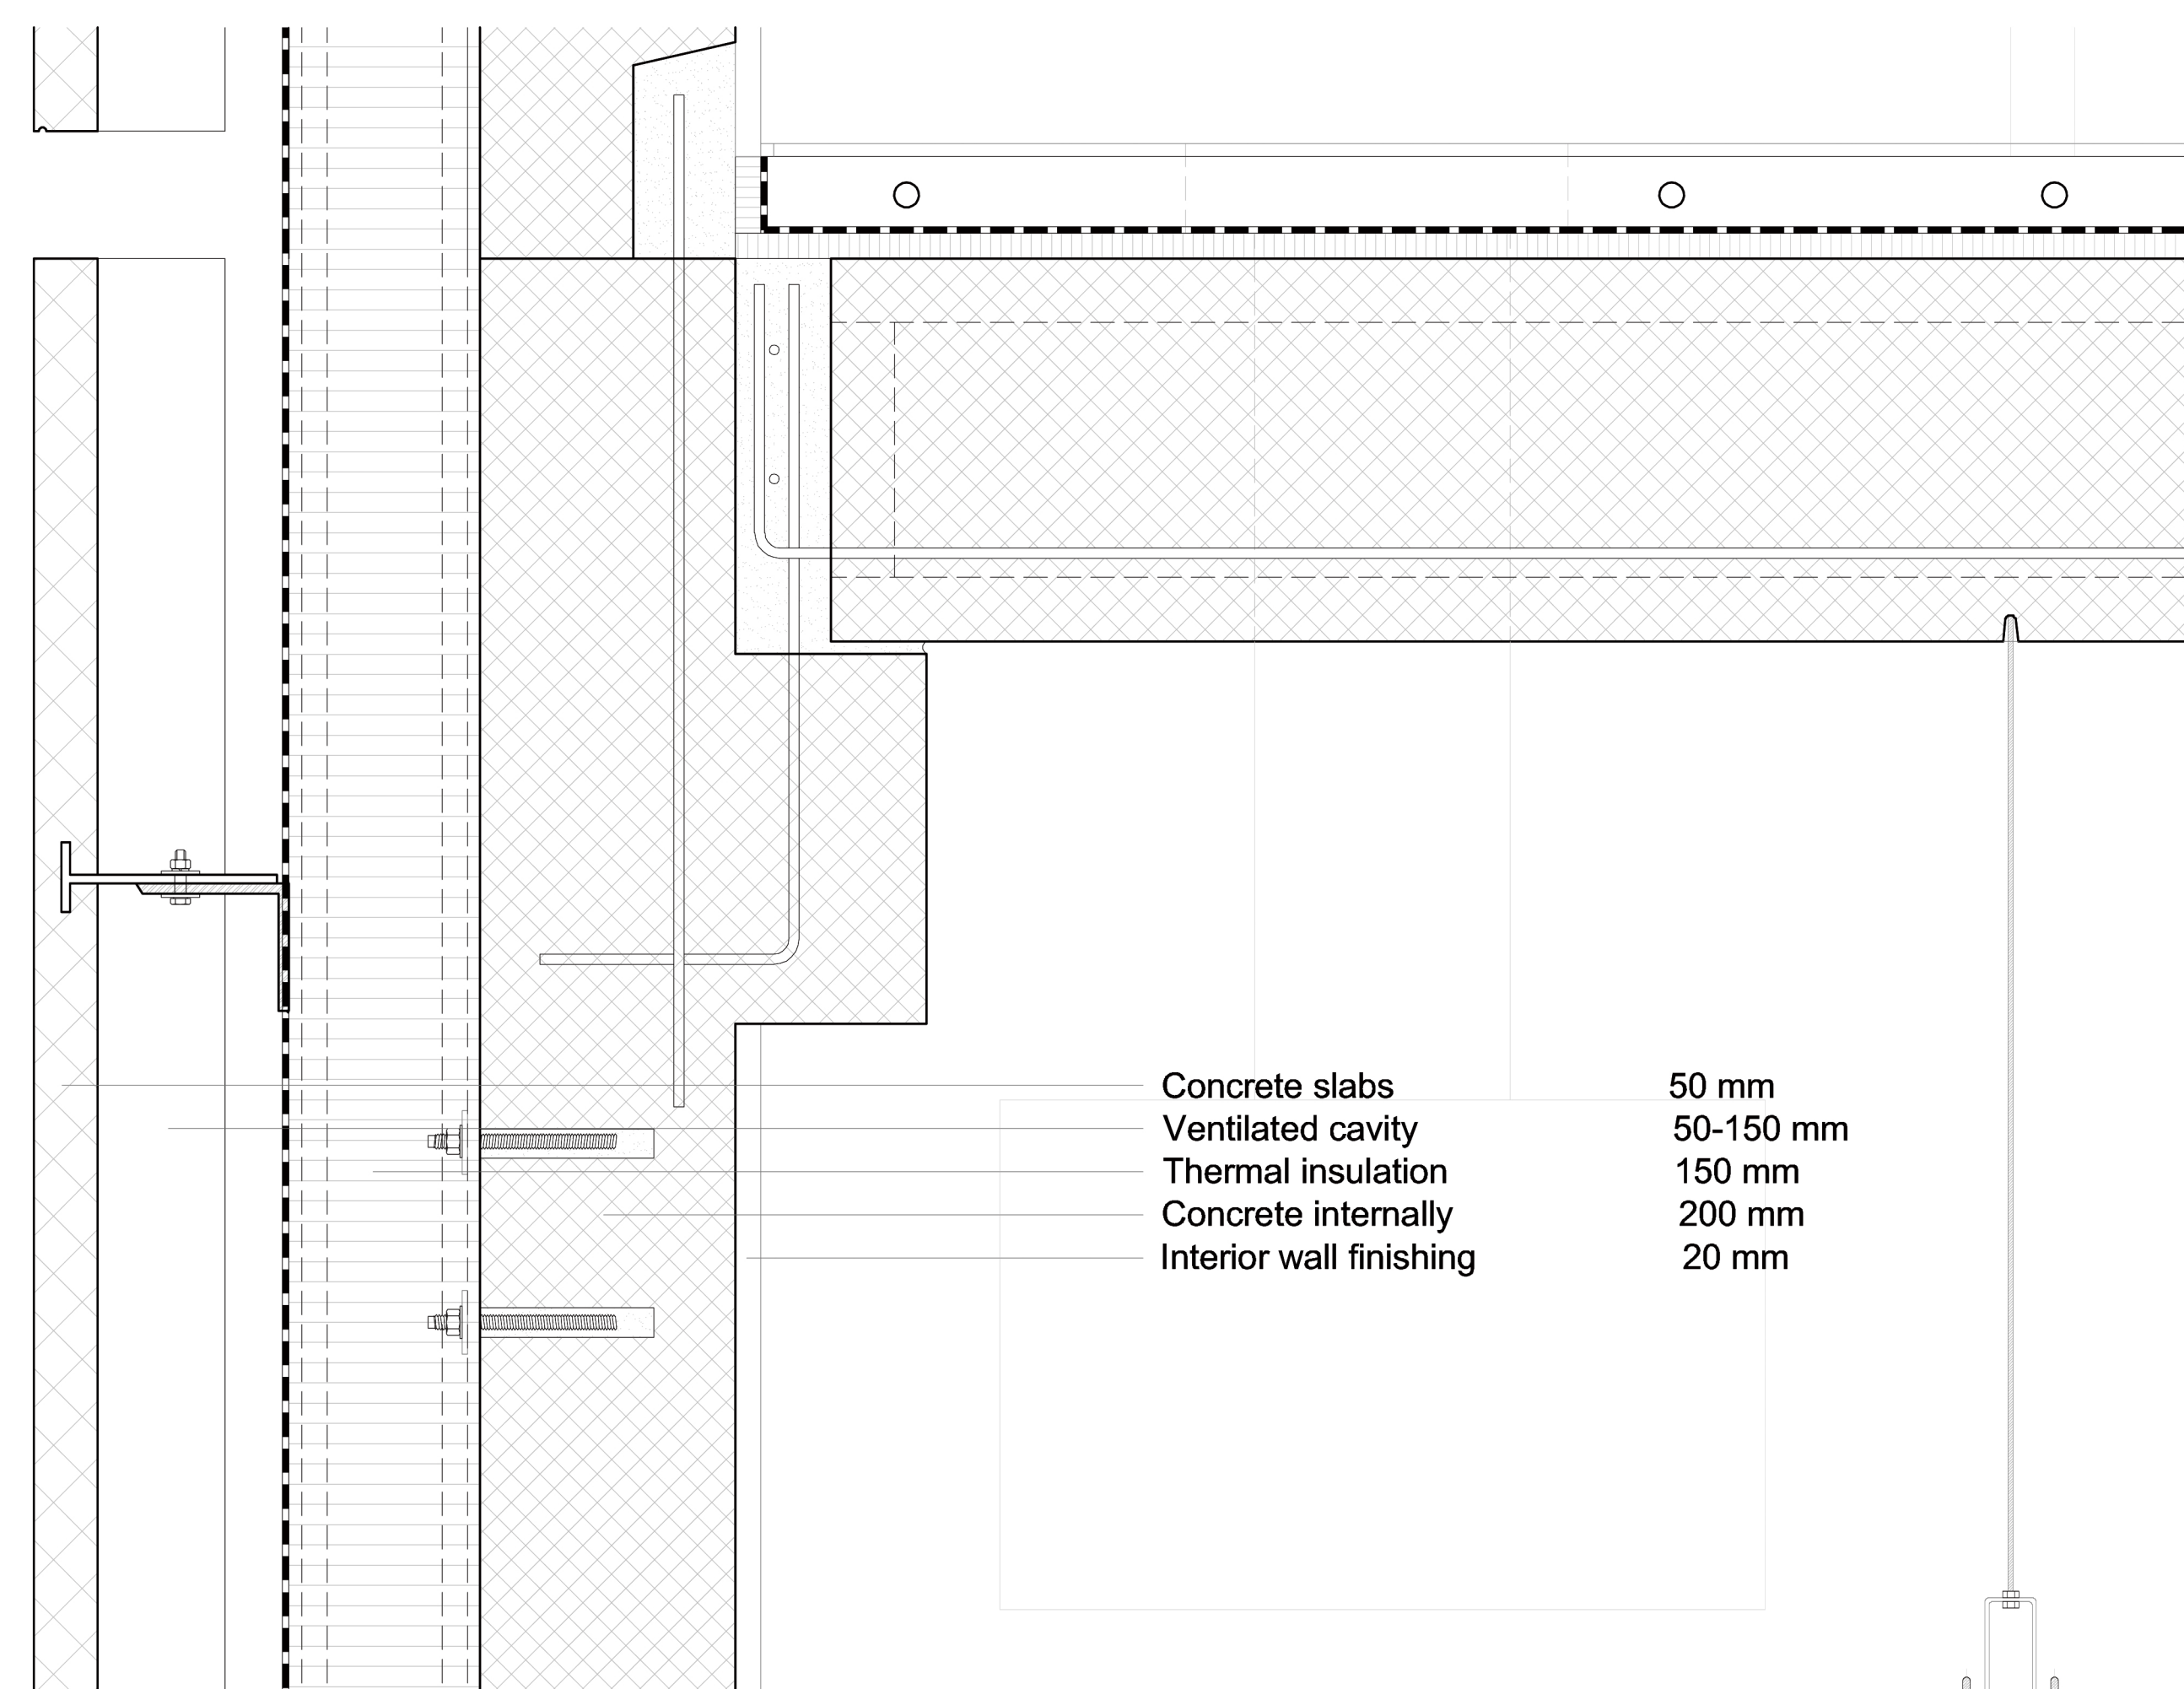 Concrete slabs 50 mm
Ventilated cavity 50-150 mm
Thermal insulation 150 mm
Concrete internally 200 mm
Interior wall finishing 20 mm